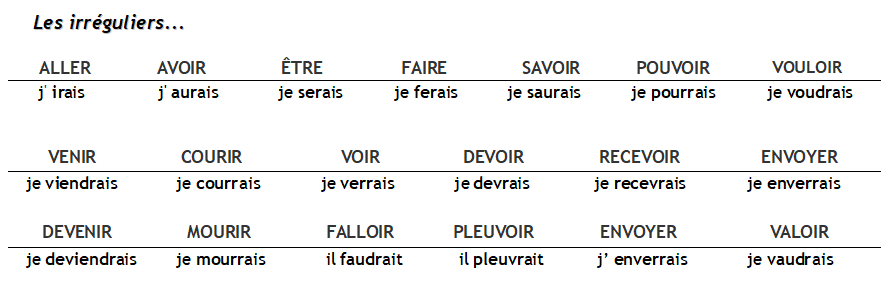 Les irréguliers...
ALLER AVOIR ÊTRE FAIRE SAVOIR POUVOIR VOULOIR
j' irais j' aurais je serais je ferais je saurais je pourrais je voudrais
VENIR COURIR VOIR DEVOIR RECEVOIR ENVOYER
je viendrais je courrais je verrais je devrais je recevrais je enverrais
DEVENIR MOURIR FALLOIR PLEUVOIR ENVOYER VALOIR
je deviendrais je mourrais il faudrait il pleuvrait j’ enverrais je vaudrais